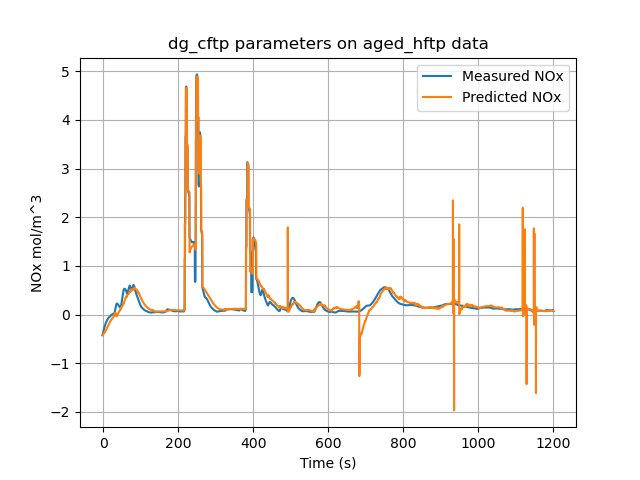 dg_cftp parameters on aged_hftp data
Measured NOx
Predicted NOx
NOx mol/m^3
5
4
3
2
1
0
−1
−2
0 200 400 600 800 1000 1200
Time (s)